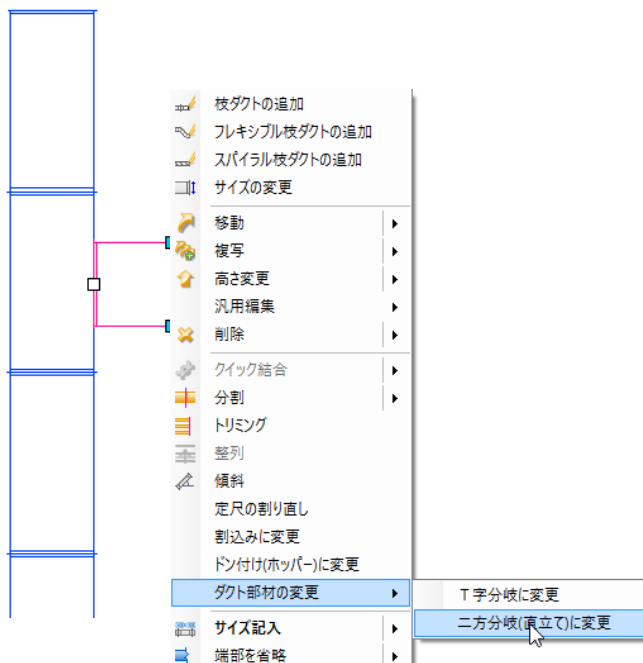 枝ダクトの追加
フレキシブル枝ダクトの追加
スパイラル枝ダクトの追加
サイズの変更
移動
複写
高さ変更
汎用編集
削除
クイック結合
分割
トリミング
整列
傾斜
定尺の割り直し
割込みに変更
ドン付け(ホッパー)に変更
ダクト部材の変更
T字分岐に変更
二方分岐(直立て)に変更
サイズ記入
端部を省略